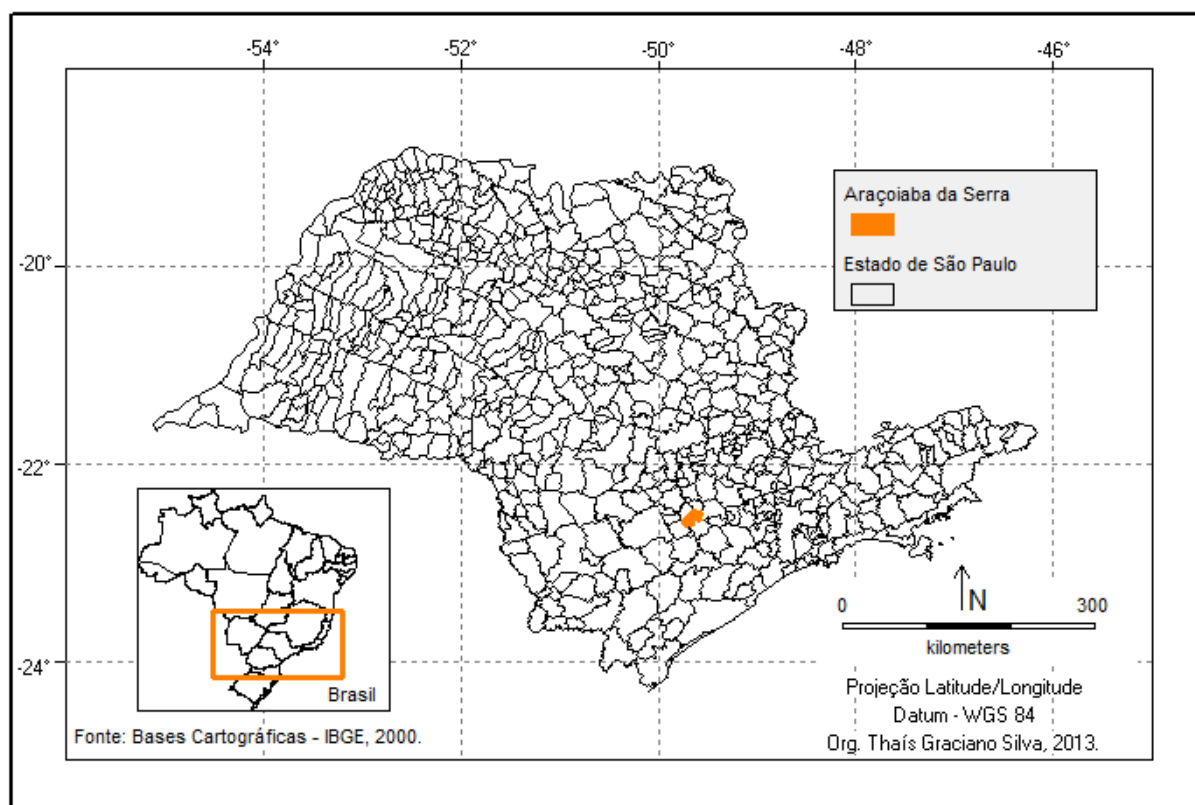 -54°
-52°
-50°
-48°
-46°
Araçoiaba da Serra
Estado de São Paulo
-20°
-22°
-24°
Brasil
0
300
N
kilometers
Projeção Latitude/Longitude
Datum - WGS 84
Org. Thaís Graciano Silva, 2013.
Fonte: Bases Cartográficas - IBGE, 2000.